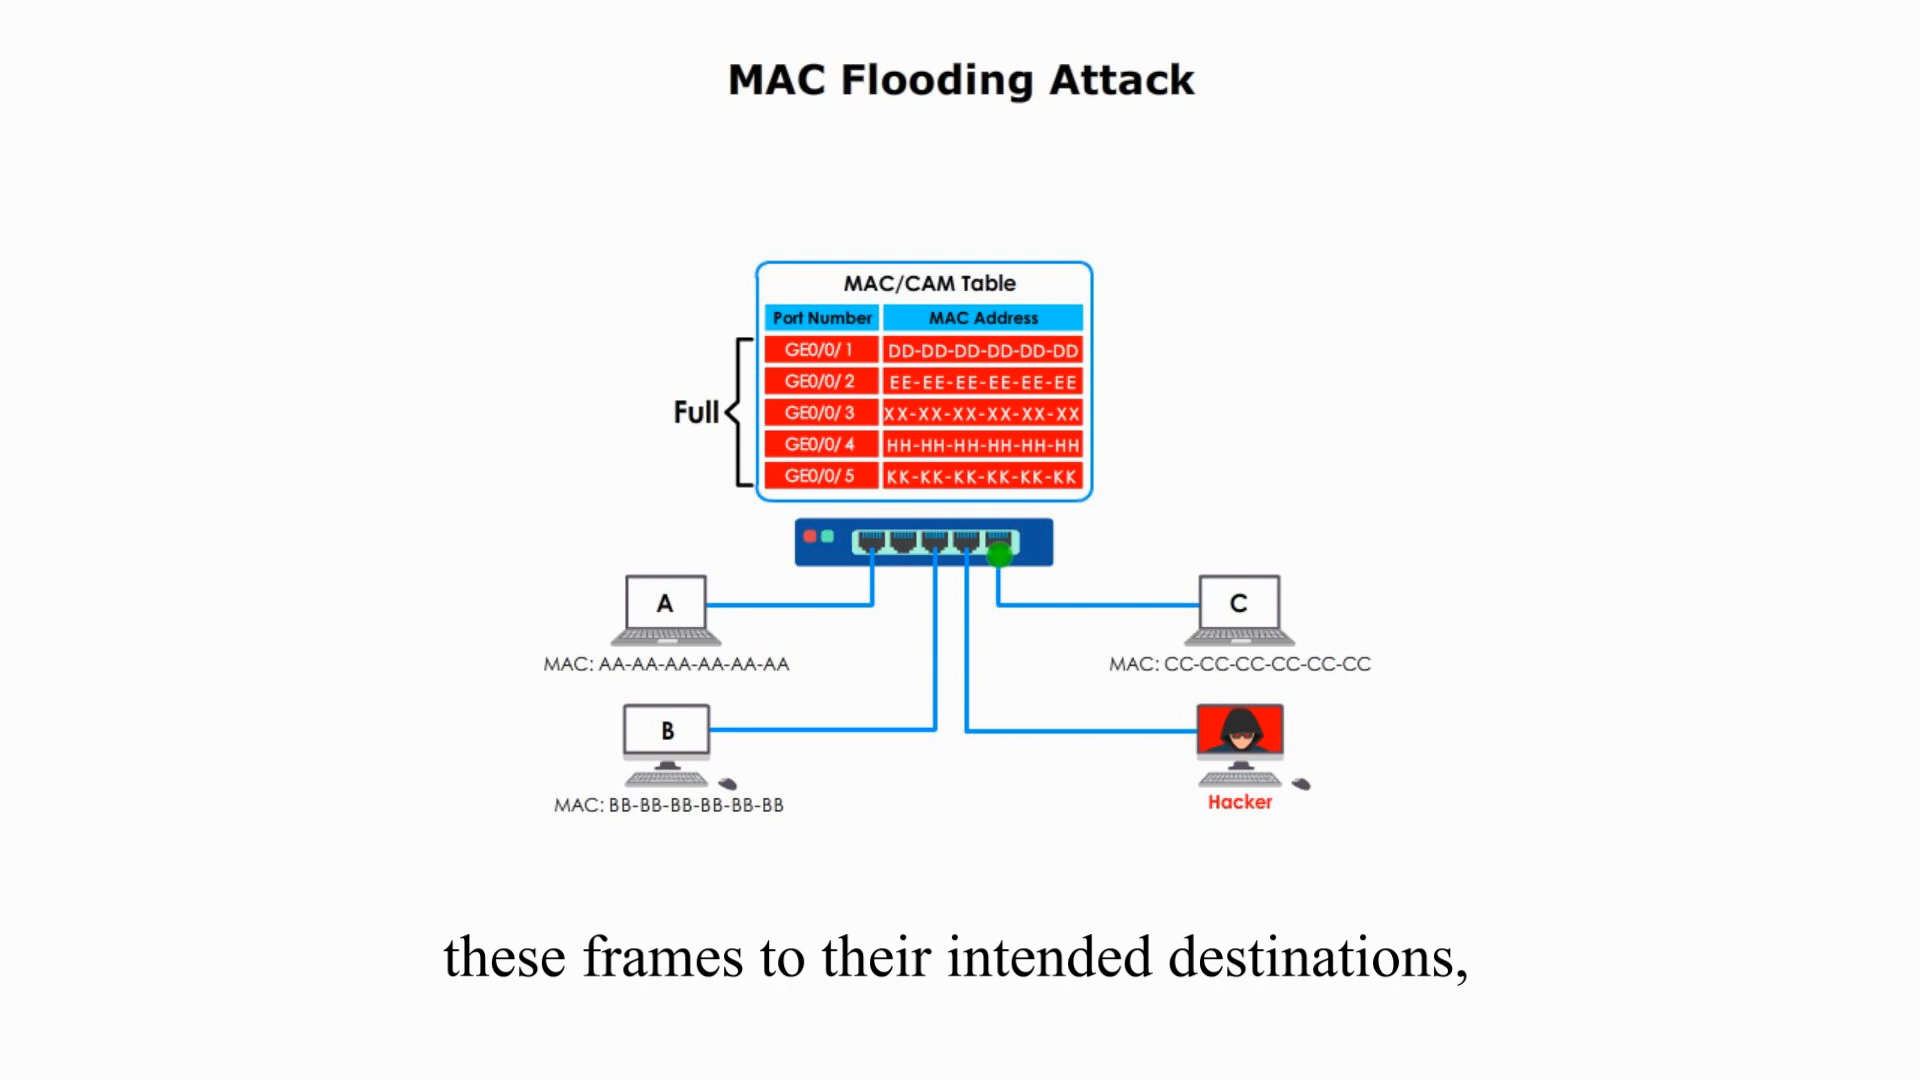 MAC Flooding Attack
MAC/CAM Table
Port Number MAC Address
GE0/0/ 1 DD-DD-DD-DD-DD-DD
GE0/0/ 2 EE-EE-EE-EE-EE-EE
Full GE0/0/ 3 XX-XX-XX-XX-XX-XX
GE0/0/ 4 HH-HH-HH-HH-HH-HH
GE0/0/ 5 KK-KK-KK-KK-KK-KK
A C
MAC: AA-AA-AA-AA-AA-AA MAC: CC-CC-CC-CC-CC-CC
B
MAC: BB-BB-BB-BB-BB-BB Hacker
these frames to their intended destinations,